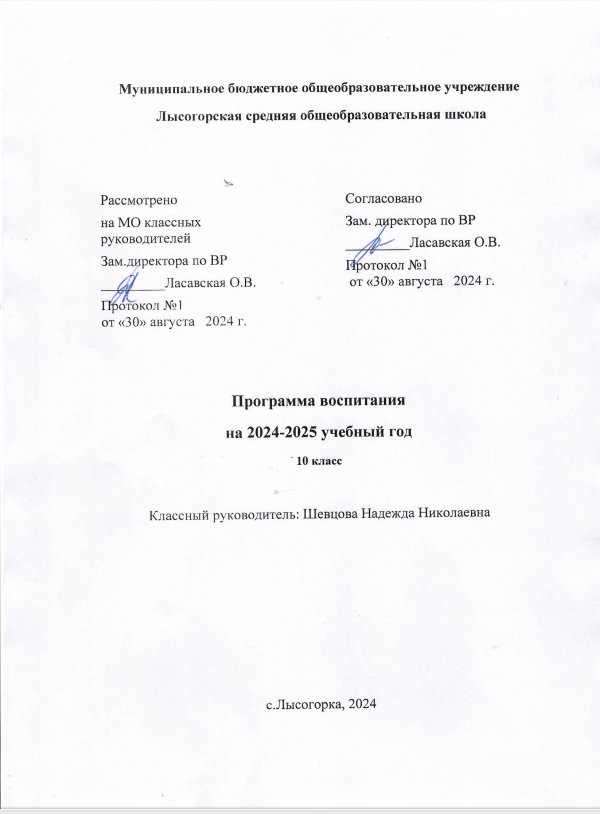 Муниципальное бюджетное общеобразовательное учреждение
Лысогорская средняя общеобразовательная школа
Рассмотрено
на МО классных
руководителей
Зам.директора по ВР
_________Ласавская О.В.
Протокол №1
от «30» августа 2024 г.
Согласовано
Зам. директора по ВР
_________Ласавская О.В.
Протокол №1
от «30» августа 2024 г.
Программа воспитания
на 2024-2025 учебный год
10 класс
Классный руководитель: Шевцова Надежда Николаевна
с.Лысогорка, 2024